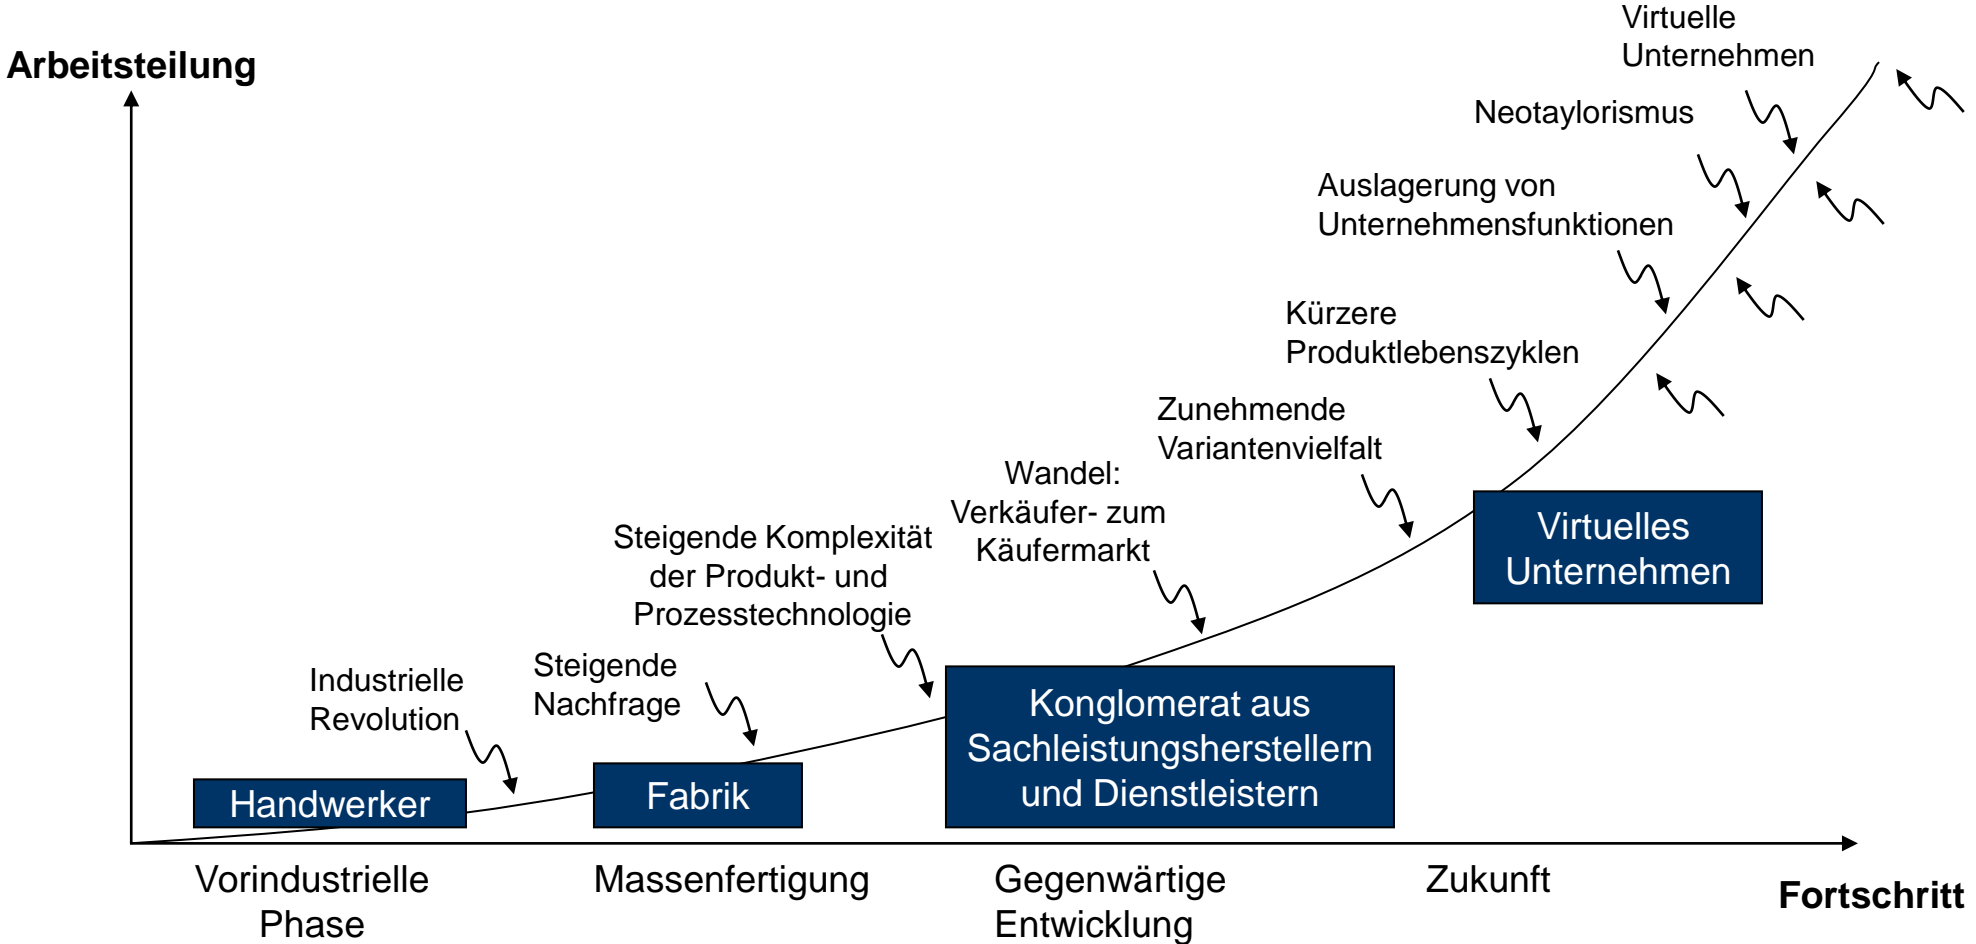 Virtuelle
Unternehmen
Arbeitsteilung
Neotaylorismus
Auslagerung von
Unternehmensfunktionen
Kürzere
Produktlebenszyklen
Zunehmende
Variantenvielfalt
Wandel:
Verkäufer- zum
Käufermarkt
Steigende Komplexität
der Produkt- und
Prozesstechnologie
Virtuelles
Unternehmen
Steigende
Nachfrage
Industrielle
Revolution
Konglomerat aus
Sachleistungsherstellern
und Dienstleistern
Fabrik
Handwerker
Vorindustrielle
Phase
Massenfertigung
Gegenwärtige
Entwicklung
Zukunft
Fortschritt